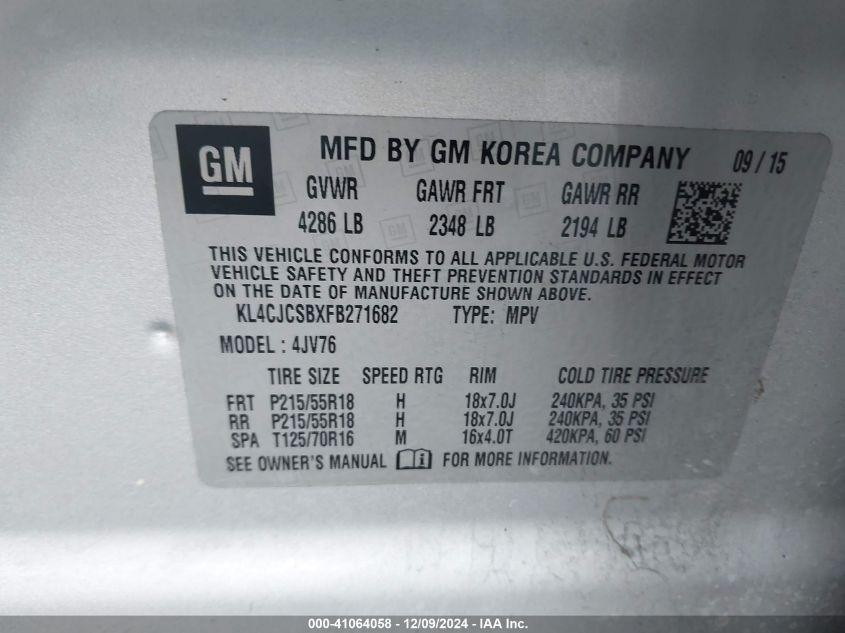 GM
MFD BY GM KOREA COMPANY 09/15
GVWR GAWR FRT GAWR RR
4286 LB 2348 LB 2194 LB
THIS VEHICLE CONFORMS TO ALL APPLICABLE U.S. FEDERAL MOTOR
VEHICLE SAFETY AND THEFT PREVENTION STANDARDS IN EFFECT
ON THE DATE OF MANUFACTURE SHOWN ABOVE.
KL4CJCSBXFB271682 TYPE: MPV
MODEL : 4JV76
TIRE SIZE SPEED RTG RIM COLD TIRE PRESSURE
FRT P215/55R18 H 18x7.0J 240KPA, 35 PSI
RR P215/55R18 H 18x7.0J 240KPA, 35 PSI
SPA T125/70R16 M 16x4.0T 420KPA, 60 PSI
SEE OWNER'S MANUAL FOR MORE INFORMATION.
000-41064058 - 12/09/2024 - IAA Inc.